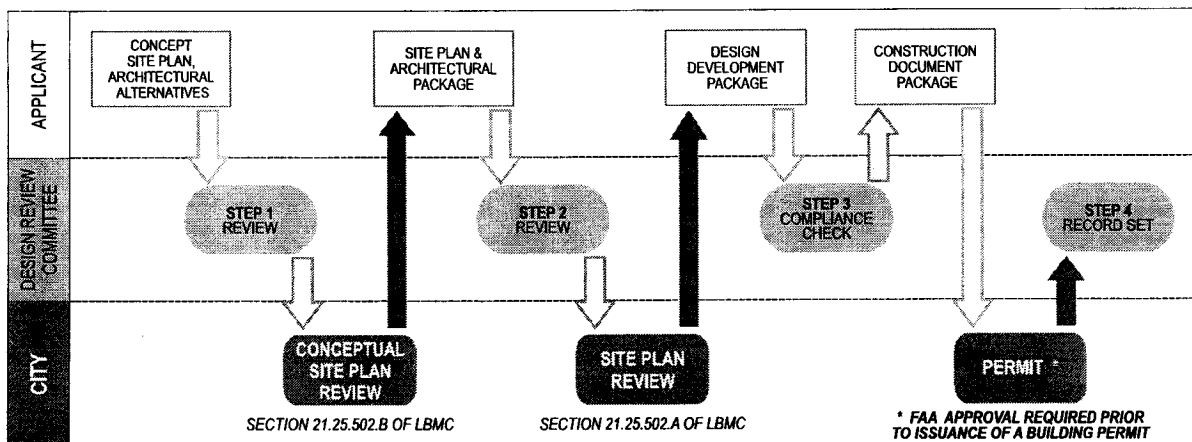 APPLICANT
CONCEPT
SITE PLAN,
ARCHITECTURAL
ALTERNATIVES
SITE PLAN &
ARCHITECTURAL
PACKAGE
DESIGN
DEVELOPMENT
PACKAGE
CONSTRUCTION
DOCUMENT
PACKAGE
DESIGN REVIEW
COMMITTEE
STEP 1
REVIEW
STEP 2
REVIEW
STEP 3
COMPLIANCE
CHECK
STEP 4
RECORD SET
CITY
CONCEPTUAL
SITE PLAN
REVIEW
SITE PLAN
REVIEW
PERMIT *
SECTION 21.25.502.B OF LBMC
SECTION 21.25.502.A OF LBMC
* FAA APPROVAL REQUIRED PRIOR
TO ISSUANCE OF A BUILDING PERMIT